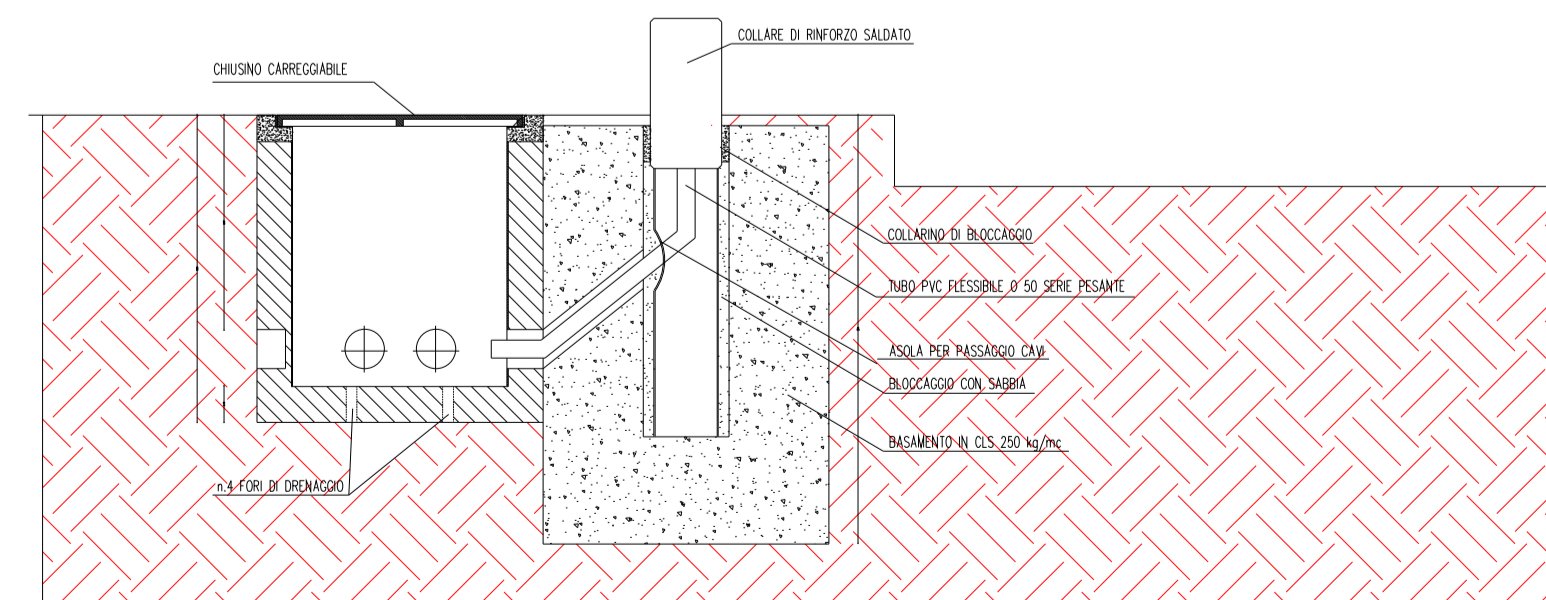 COLLARE DI RINFORZO SALDATO
CHIUSINO CARREGGIABILE
COLLARINO DI BLOCCAGGIO
TUBO PVC FLESSIBILE O 50 SERIE PESANTE
ASOLA PER PASSAGGIO CAVI
BLOCCAGGIO CON SABBIA
BASAMENTO IN CLS 250 kg/mc
n.4 FORI DI DRENAGGIO